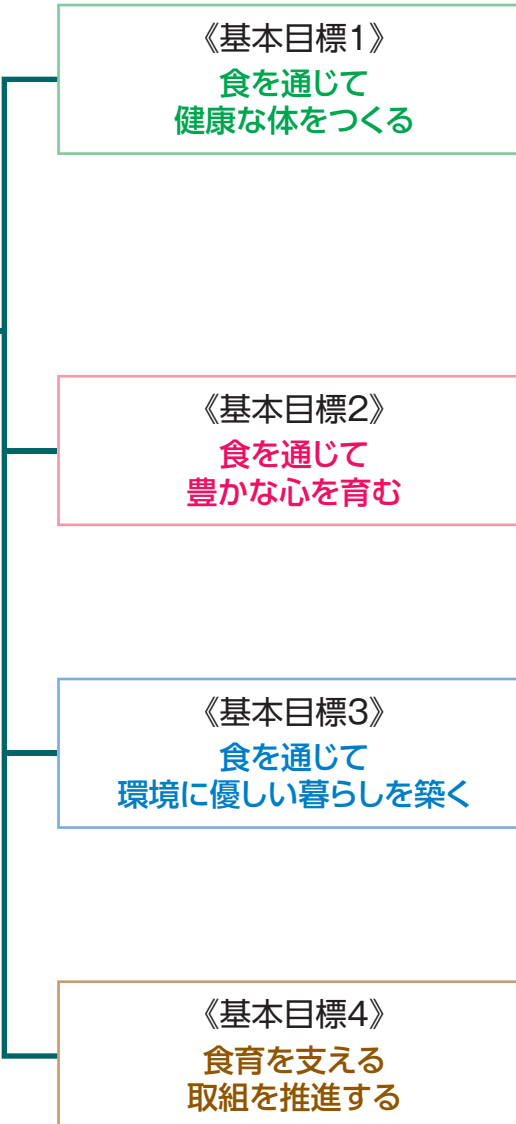 《基本目標1》
食を通じて
健康な体をつくる
《基本目標2》
食を通じて
豊かな心を育む
《基本目標3》
食を通じて
環境に優しい暮らしを築く
《基本目標4》
食育を支える
取組を推進する